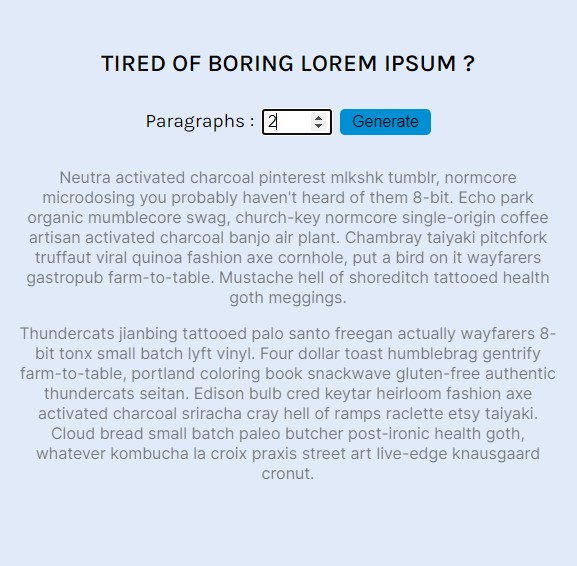 TIRED OF BORING LOREM IPSUM ?
Paragraphs : 2 Generate
Neutra activated charcoal pinterest mlkshk tumblr, normcore
microdosing you probably haven't heard of them 8-bit. Echo park
organic mumblecore swag, church-key normcore single-origin coffee
artisan activated charcoal banjo air plant. Chambray taiyaki pitchfork
truffaut viral quinoa fashion axe cornhole, put a bird on it wayfarers
gastropub farm-to-table. Mustache hell of shoreditch tattooed health
goth meggings.
Thundercats jianbing tattooed palo santo freegan actually wayfarers 8-
bit tonx small batch lyft vinyl. Four dollar toast humblebrag gentrify
farm-to-table, portland coloring book snackwave gluten-free authentic
thundercats seitan. Edison bulb cred keytar heirloom fashion axe
activated charcoal sriracha cray hell of ramps raclette etsy taiyaki.
Cloud bread small batch paleo butcher post-ironic health goth,
whatever kombucha la croix praxis street art live-edge knausgaard
cronut.